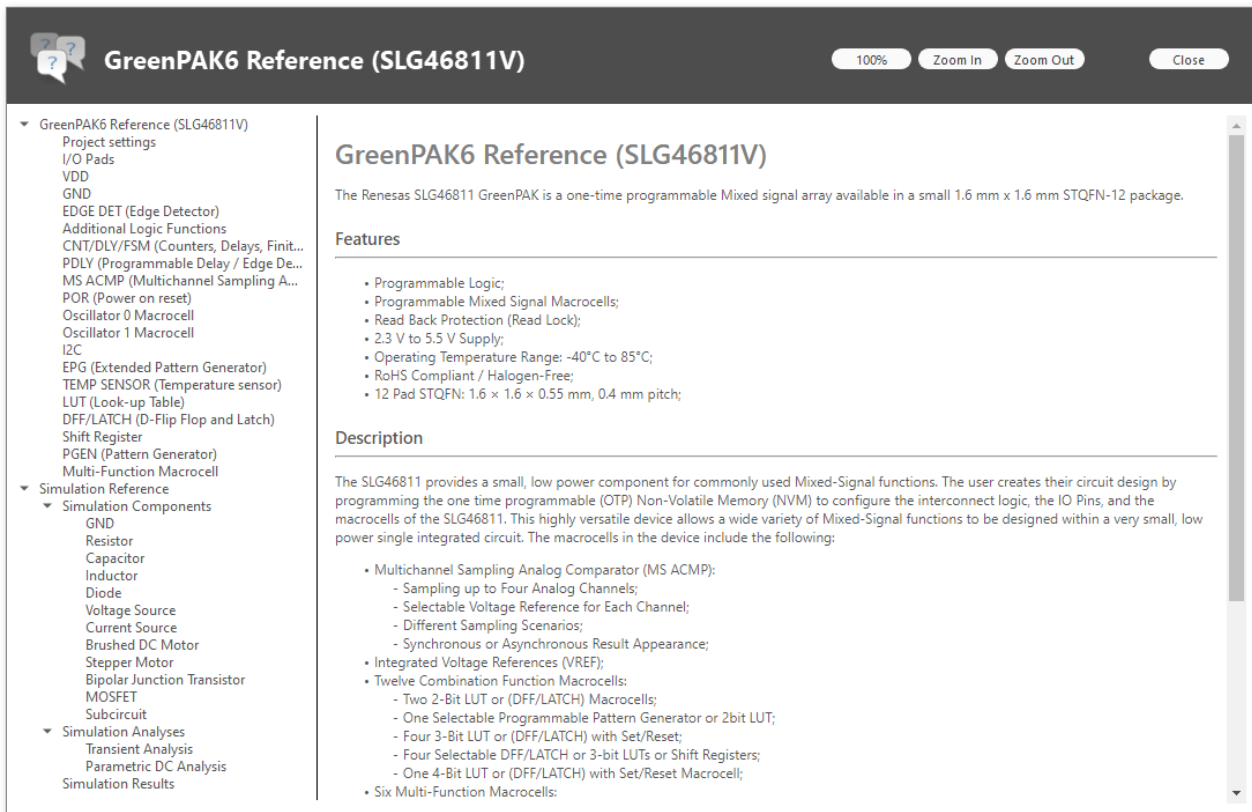 GreenPAK6 Reference (SLG46811V)
100%
Zoom In
Zoom Out
Close
GreenPAK6 Reference (SLG46811V)
Project settings
I/O Pads
VDD
GND
EDGE DET (Edge Detector)
Additional Logic Functions
CNT/DLY/FSM (Counters, Delays, Finit...
PDLY (Programmable Delay / Edge De...
MS ACMP (Multichannel Sampling A...
POR (Power on reset)
Oscillator 0 Macrocell
Oscillator 1 Macrocell
I2C
EPG (Extended Pattern Generator)
TEMP SENSOR (Temperature sensor)
LUT (Look-up Table)
DFF/LATCH (D-Flip Flop and Latch)
Shift Register
PGEN (Pattern Generator)
Multi-Function Macrocell
Simulation Reference
Simulation Components
GND
Resistor
Capacitor
Inductor
Diode
Voltage Source
Current Source
Brushed DC Motor
Stepper Motor
Bipolar Junction Transistor
MOSFET
Subcircuit
Simulation Analyses
Transient Analysis
Parametric DC Analysis
Simulation Results
GreenPAK6 Reference (SLG46811V)
The Renesas SLG46811 GreenPAK is a one-time programmable Mixed signal array available in a small 1.6 mm x 1.6 mm STQFN-12 package.
Features
• Programmable Logic;
• Programmable Mixed Signal Macrocells;
• Read Back Protection (Read Lock);
• 2.3 V to 5.5 V Supply;
• Operating Temperature Range: -40°C to 85°C;
• RoHS Compliant / Halogen-Free;
• 12 Pad STQFN: 1.6 × 1.6 × 0.55 mm, 0.4 mm pitch;
Description
The SLG46811 provides a small, low power component for commonly used Mixed-Signal functions. The user creates their circuit design by
programming the one time programmable (OTP) Non-Volatile Memory (NVM) to configure the interconnect logic, the IO Pins, and the
macrocells of the SLG46811. This highly versatile device allows a wide variety of Mixed-Signal functions to be designed within a very small, low
power single integrated circuit. The macrocells in the device include the following:
• Multichannel Sampling Analog Comparator (MS ACMP):
- Sampling up to Four Analog Channels;
- Selectable Voltage Reference for Each Channel;
- Different Sampling Scenarios;
- Synchronous or Asynchronous Result Appearance;
• Integrated Voltage References (VREF);
• Twelve Combination Function Macrocells:
- Two 2-Bit LUT or (DFF/LATCH) Macrocells;
- One Selectable Programmable Pattern Generator or 2bit LUT;
- Four 3-Bit LUT or (DFF/LATCH) with Set/Reset;
- Four Selectable DFF/LATCH or 3-bit LUTs or Shift Registers;
- One 4-Bit LUT or (DFF/LATCH) with Set/Reset Macrocell;
• Six Multi-Function Macrocells: